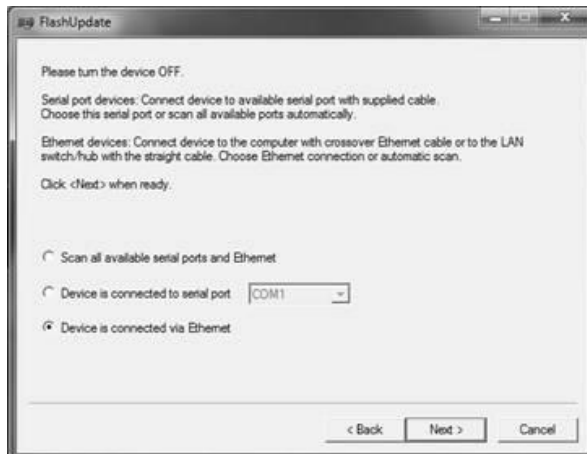 FlashUpdate
Please turn the device OFF.
Serial port devices: Connect device to available serial port with supplied cable.
Choose this serial port or scan all available ports automatically.
Ethernet devices: Connect device to the computer with crossover Ethernet cable or to the LAN
switch/hub with the straight cable. Choose Ethernet connection or automatic scan.
Click <Next> when ready.
Scan all available serial ports and Ethernet
Device is connected to serial port COM1
Device is connected via Ethernet
< Back Next > Cancel